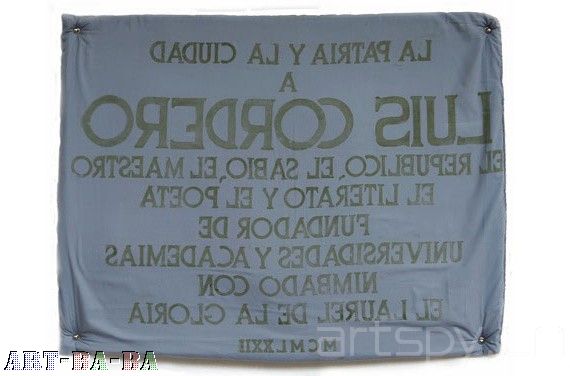 LA PATRIA Y LA CIUDAD
A
LUIS CORDERO
EL REPUBLICO, EL SABIO, EL MAESTRO
EL LITERATO Y EL POETA
FUNDADOR DE
UNIVERSIDADES Y ACADEMIAS
NIMBADO CON
EL LAUREL DE LA GLORIA
MCMLXXII
ART-BA-BA